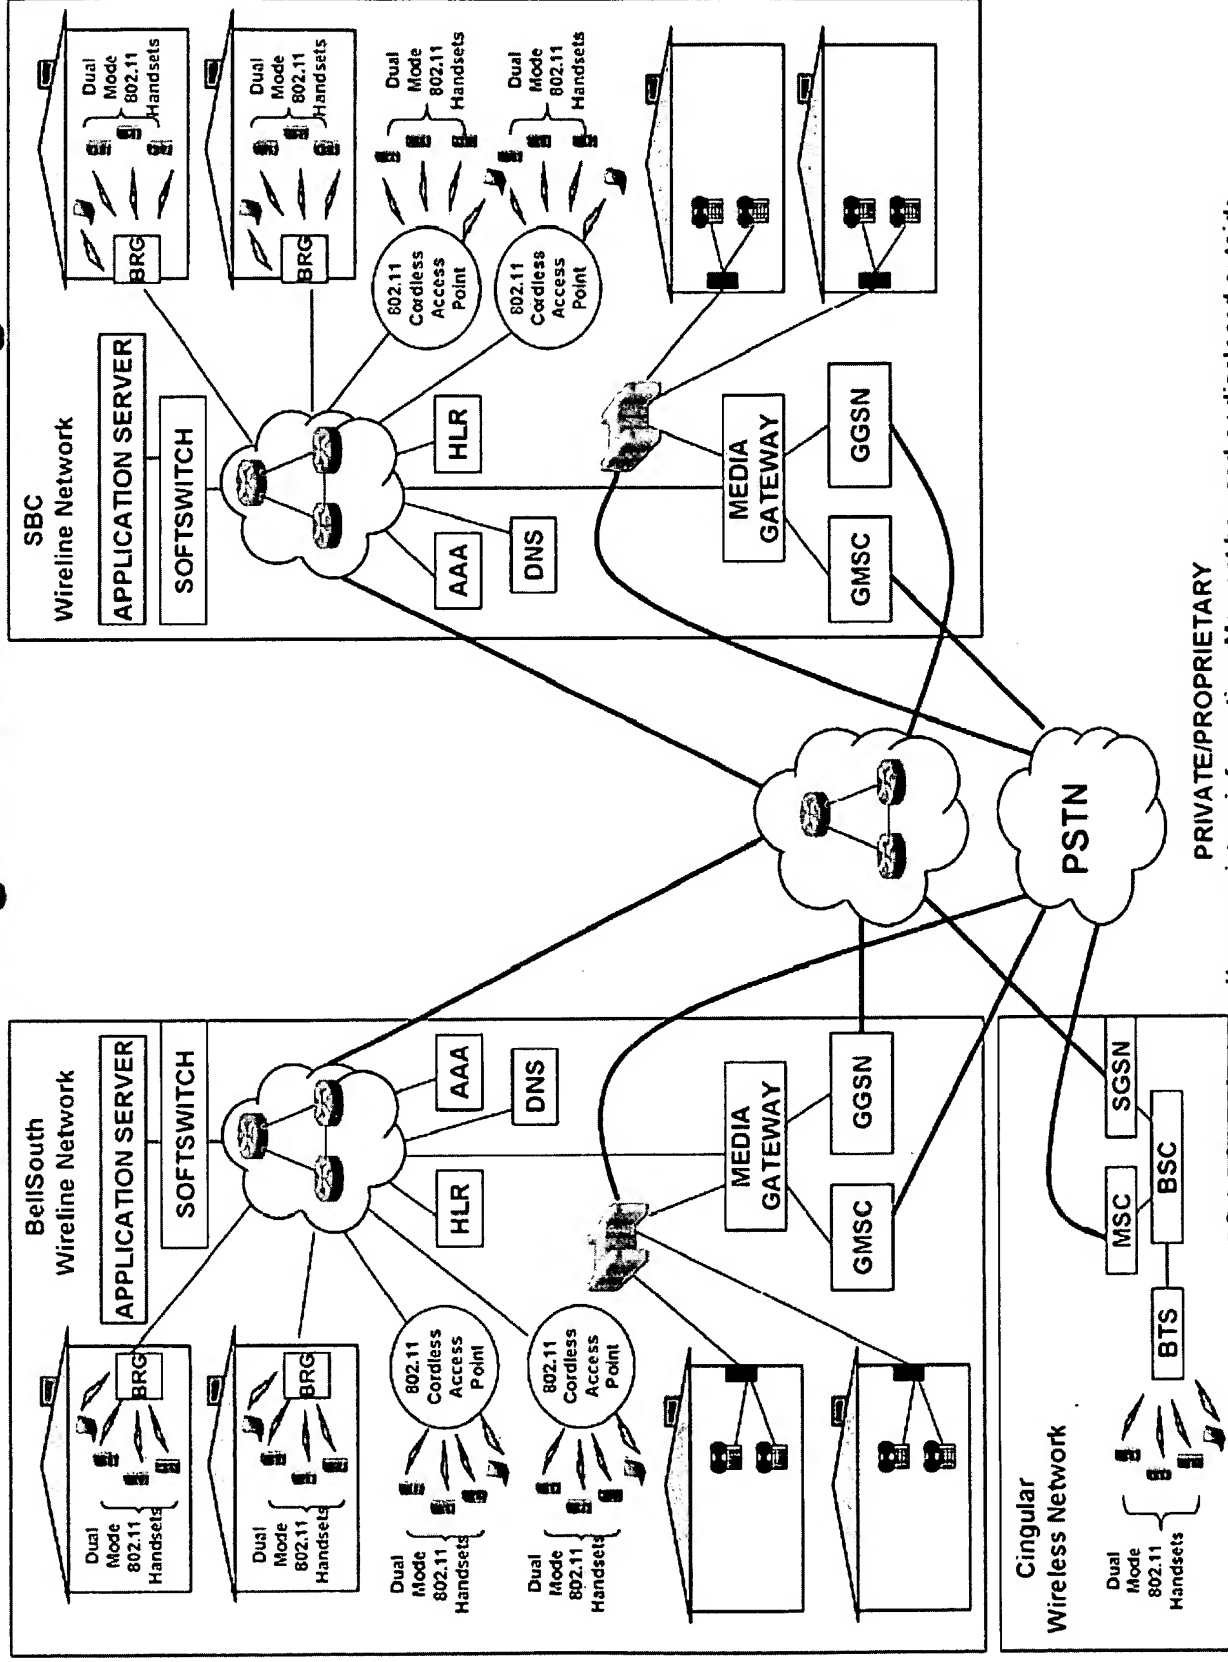 BellSouth
Wireline Network
APPLICATION SERVER
SOFTSWITCH
BRG
Dual
Mode
802.11
Handsets
BRG
Dual
Mode
802.11
Handsets
802.11
Cordless
Access
Point
Dual
Mode
802.11
Handsets
802.11
Cordless
Access
Point
Dual
Mode
802.11
Handsets
HLR
AAA
DNS
MEDIA
GATEWAY
GMSC
GGSN
SBC
Wireline Network
APPLICATION SERVER
SOFTSWITCH
BRG
Dual
Mode
802.11
Handsets
BRG
Dual
Mode
802.11
Handsets
802.11
Cordless
Access
Point
Dual
Mode
802.11
Handsets
802.11
Cordless
Access
Point
Dual
Mode
802.11
Handsets
AAA
HLR
DNS
MEDIA
GATEWAY
GMSC
GGSN
Cingular
Wireless Network
Dual
Mode
802.11
Handsets
BTS
MSC
SGSN
BSC
PSTN
PRIVATE/PROPRIETARY